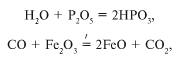 H₂O + P₂O₅ = 2HPO₃,
t
CO + Fe₂O₃ = 2FeO + CO₂,